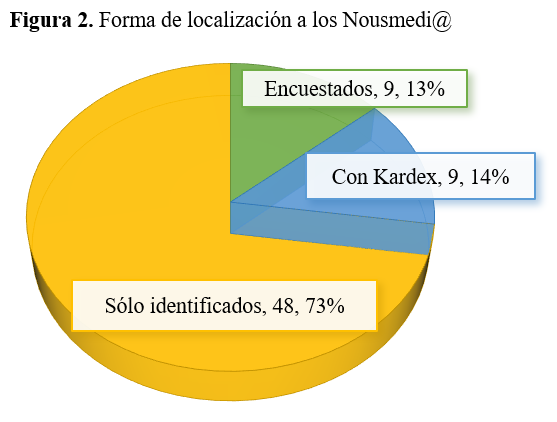 Figura 2. Forma de localización a los Nousmedi@
Encuestados, 9, 13%
Con Kardex, 9, 14%
Sólo identificados, 48, 73%